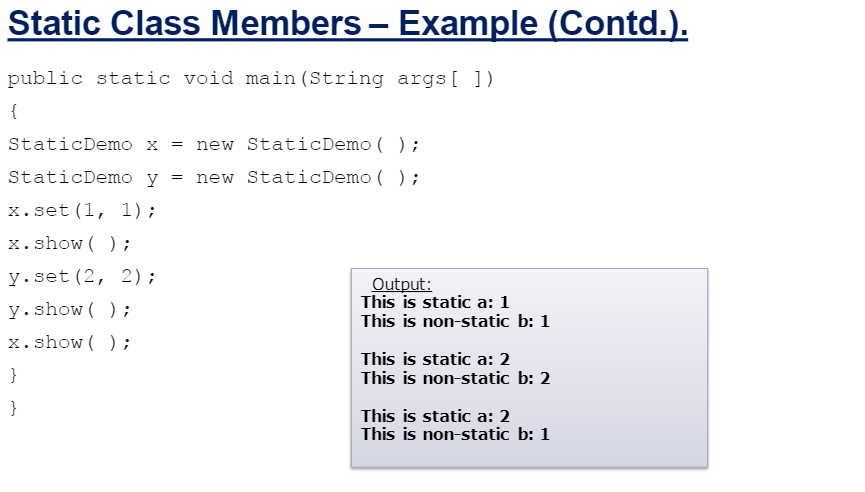 Static Class Members – Example (Contd.).
public static void main(String args[ ])
{
StaticDemo x = new StaticDemo( );
StaticDemo y = new StaticDemo( );
x.set(1, 1);
x.show( );
y.set(2, 2);
y.show( );
x.show( );
}
}
Output:
This is static a: 1
This is non-static b: 1
This is static a: 2
This is non-static b: 2
This is static a: 2
This is non-static b: 1